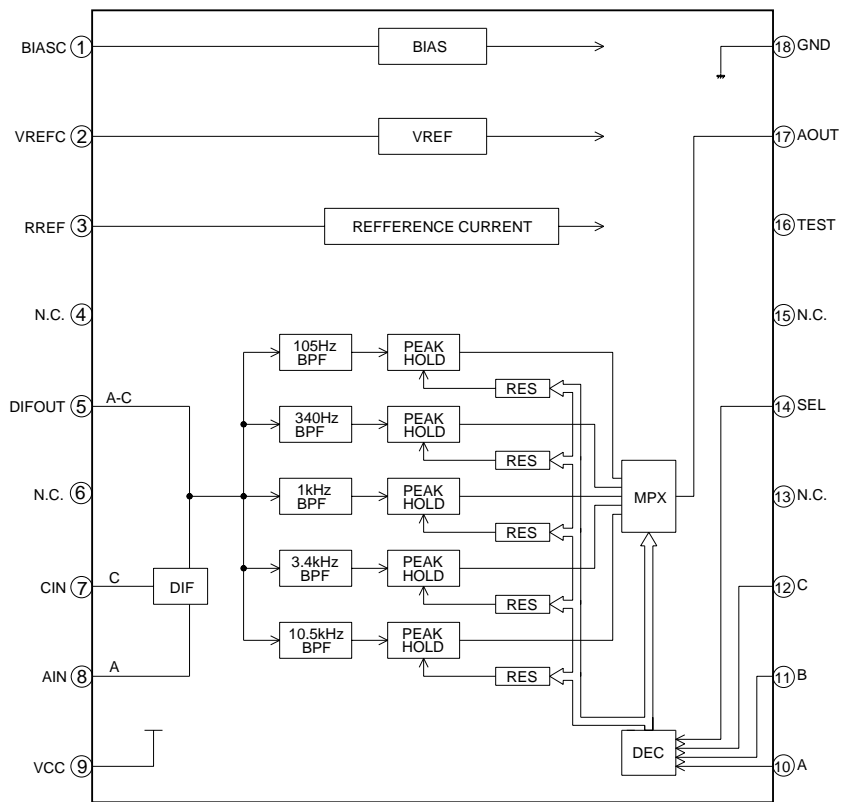 BIASC 1 BIAS 18 GND
VREFC 2 VREF 17 AOUT
RREF 3 REFFERENCE CURRENT 16 TEST
N.C. 4 15 N.C.
105Hz
BPF
PEAK
HOLD
RES
DIFOUT 5 A-C
340Hz
BPF
PEAK
HOLD
RES
14 SEL
N.C. 6
1kHz
BPF
PEAK
HOLD
RES
MPX
13 N.C.
CIN 7 C
DIF
3.4kHz
BPF
PEAK
HOLD
RES
12 C
AIN 8 A
10.5kHz
BPF
PEAK
HOLD
RES
11 B
VCC 9
DEC
10 A